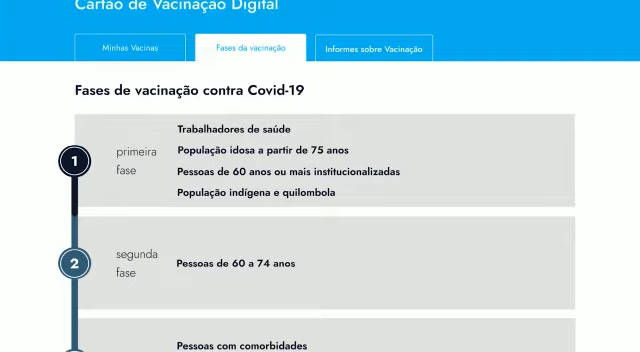 Cartão de Vacinação Digital
Minhas Vacinas
Fases da vacinação
Informes sobre Vacinação
Fases de vacinação contra Covid-19
1
primeira
fase
Trabalhadores de saúde
População idosa a partir de 75 anos
Pessoas de 60 anos ou mais institucionalizadas
População indígena e quilombola
2
segunda
fase
Pessoas de 60 a 74 anos
Pessoas com comorbidades